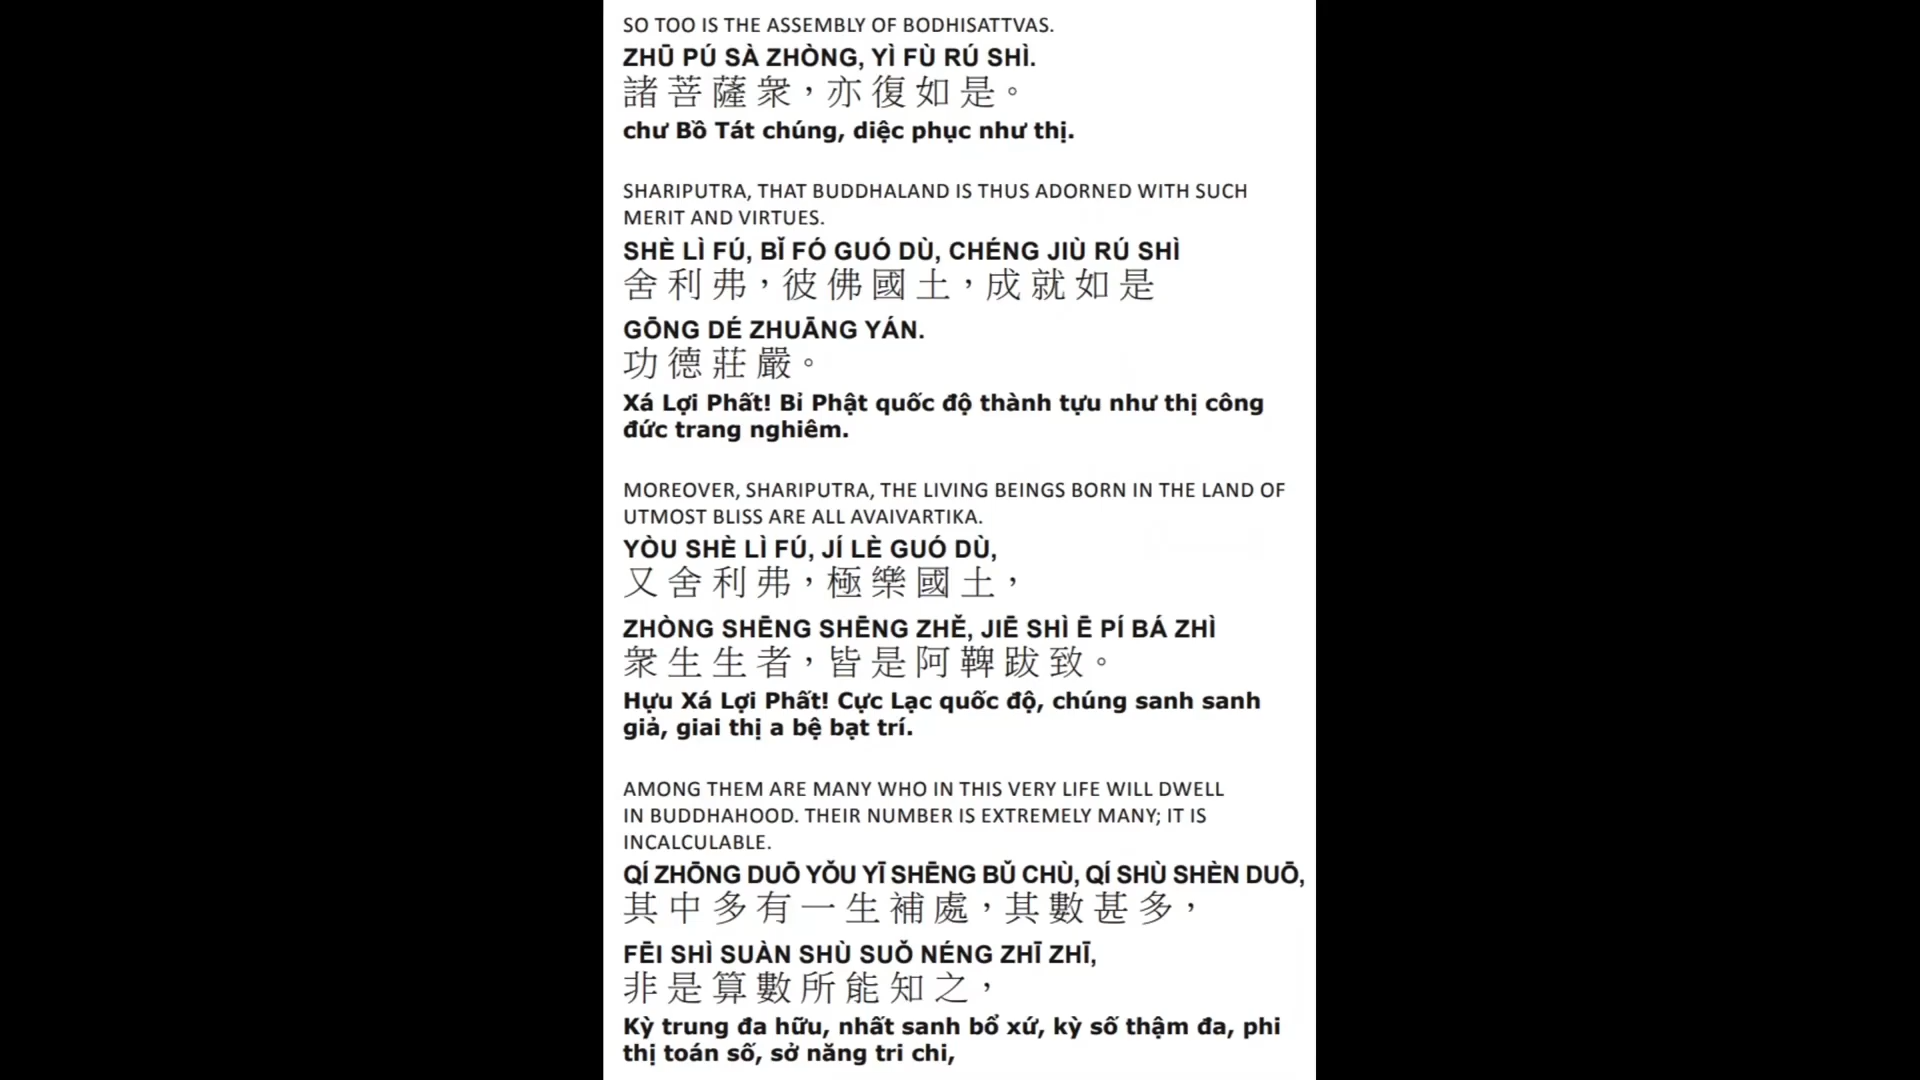 SO TOO IS THE ASSEMBLY OF BODHISATTVAS.
ZHŪ PÚ SÀ ZHÒNG, YÌ FÙ RÚ SHÌ.
諸菩薩衆，亦復如是。
chư Bồ Tát chúng, diệc phục như thị.
SHARIPUTRA, THAT BUDDHALAND IS THUS ADORNED WITH SUCH
MERIT AND VIRTUES.
SHÈ LÌ FÚ, BǏ FÓ GUÓ DÙ, CHÉNG JIÙ RÚ SHÌ
舍利弗，彼佛國土，成就如是
GŌNG DÉ ZHUĀNG YÁN.
功德莊嚴。
Xá Lợi Phất! Bỉ Phật quốc độ thành tựu như thị công
đức trang nghiêm.
MOREOVER, SHARIPUTRA, THE LIVING BEINGS BORN IN THE LAND OF
UTMOST BLISS ARE ALL AVAIVARTIKA.
YÒU SHÈ LÌ FÚ, JÍ LÈ GUÓ DÙ,
又舍利弗，極樂國土，
ZHÒNG SHĒNG SHĒNG ZHĚ, JIĒ SHÌ Ē PÍ BÁ ZHÌ
衆生生者，皆是阿鞞跋致。
Hựu Xá Lợi Phất! Cực Lạc quốc độ, chúng sanh sanh
giả, giai thị a bệ bạt trí.
AMONG THEM ARE MANY WHO IN THIS VERY LIFE WILL DWELL
IN BUDDHAHOOD. THEIR NUMBER IS EXTREMELY MANY; IT IS
INCALCULABLE.
QÍ ZHŌNG DUŌ YǑU YĪ SHĒNG BǓ CHÙ, QÍ SHÙ SHÈN DUŌ,
其中多有一生補處，其數甚多，
FĒI SHÌ SUÀN SHÙ SUǑ NÉNG ZHĪ ZHĪ,
非是算數所能知之，
Kỳ trung đa hữu, nhất sanh bổ xứ, kỳ số thậm đa, phi
thị toán số, sở năng tri chi,